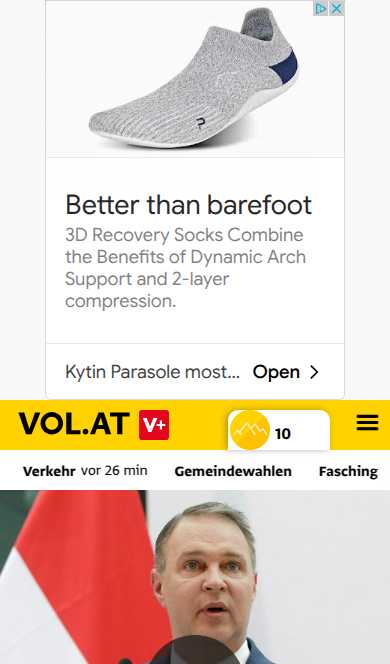 Better than barefoot
3D Recovery Socks Combine
the Benefits of Dynamic Arch
Support and 2-layer
compression.
Kytin Parasole most... Open
VOL.AT V+ 10
Verkehr vor 26 min Gemeindewahlen Fasching